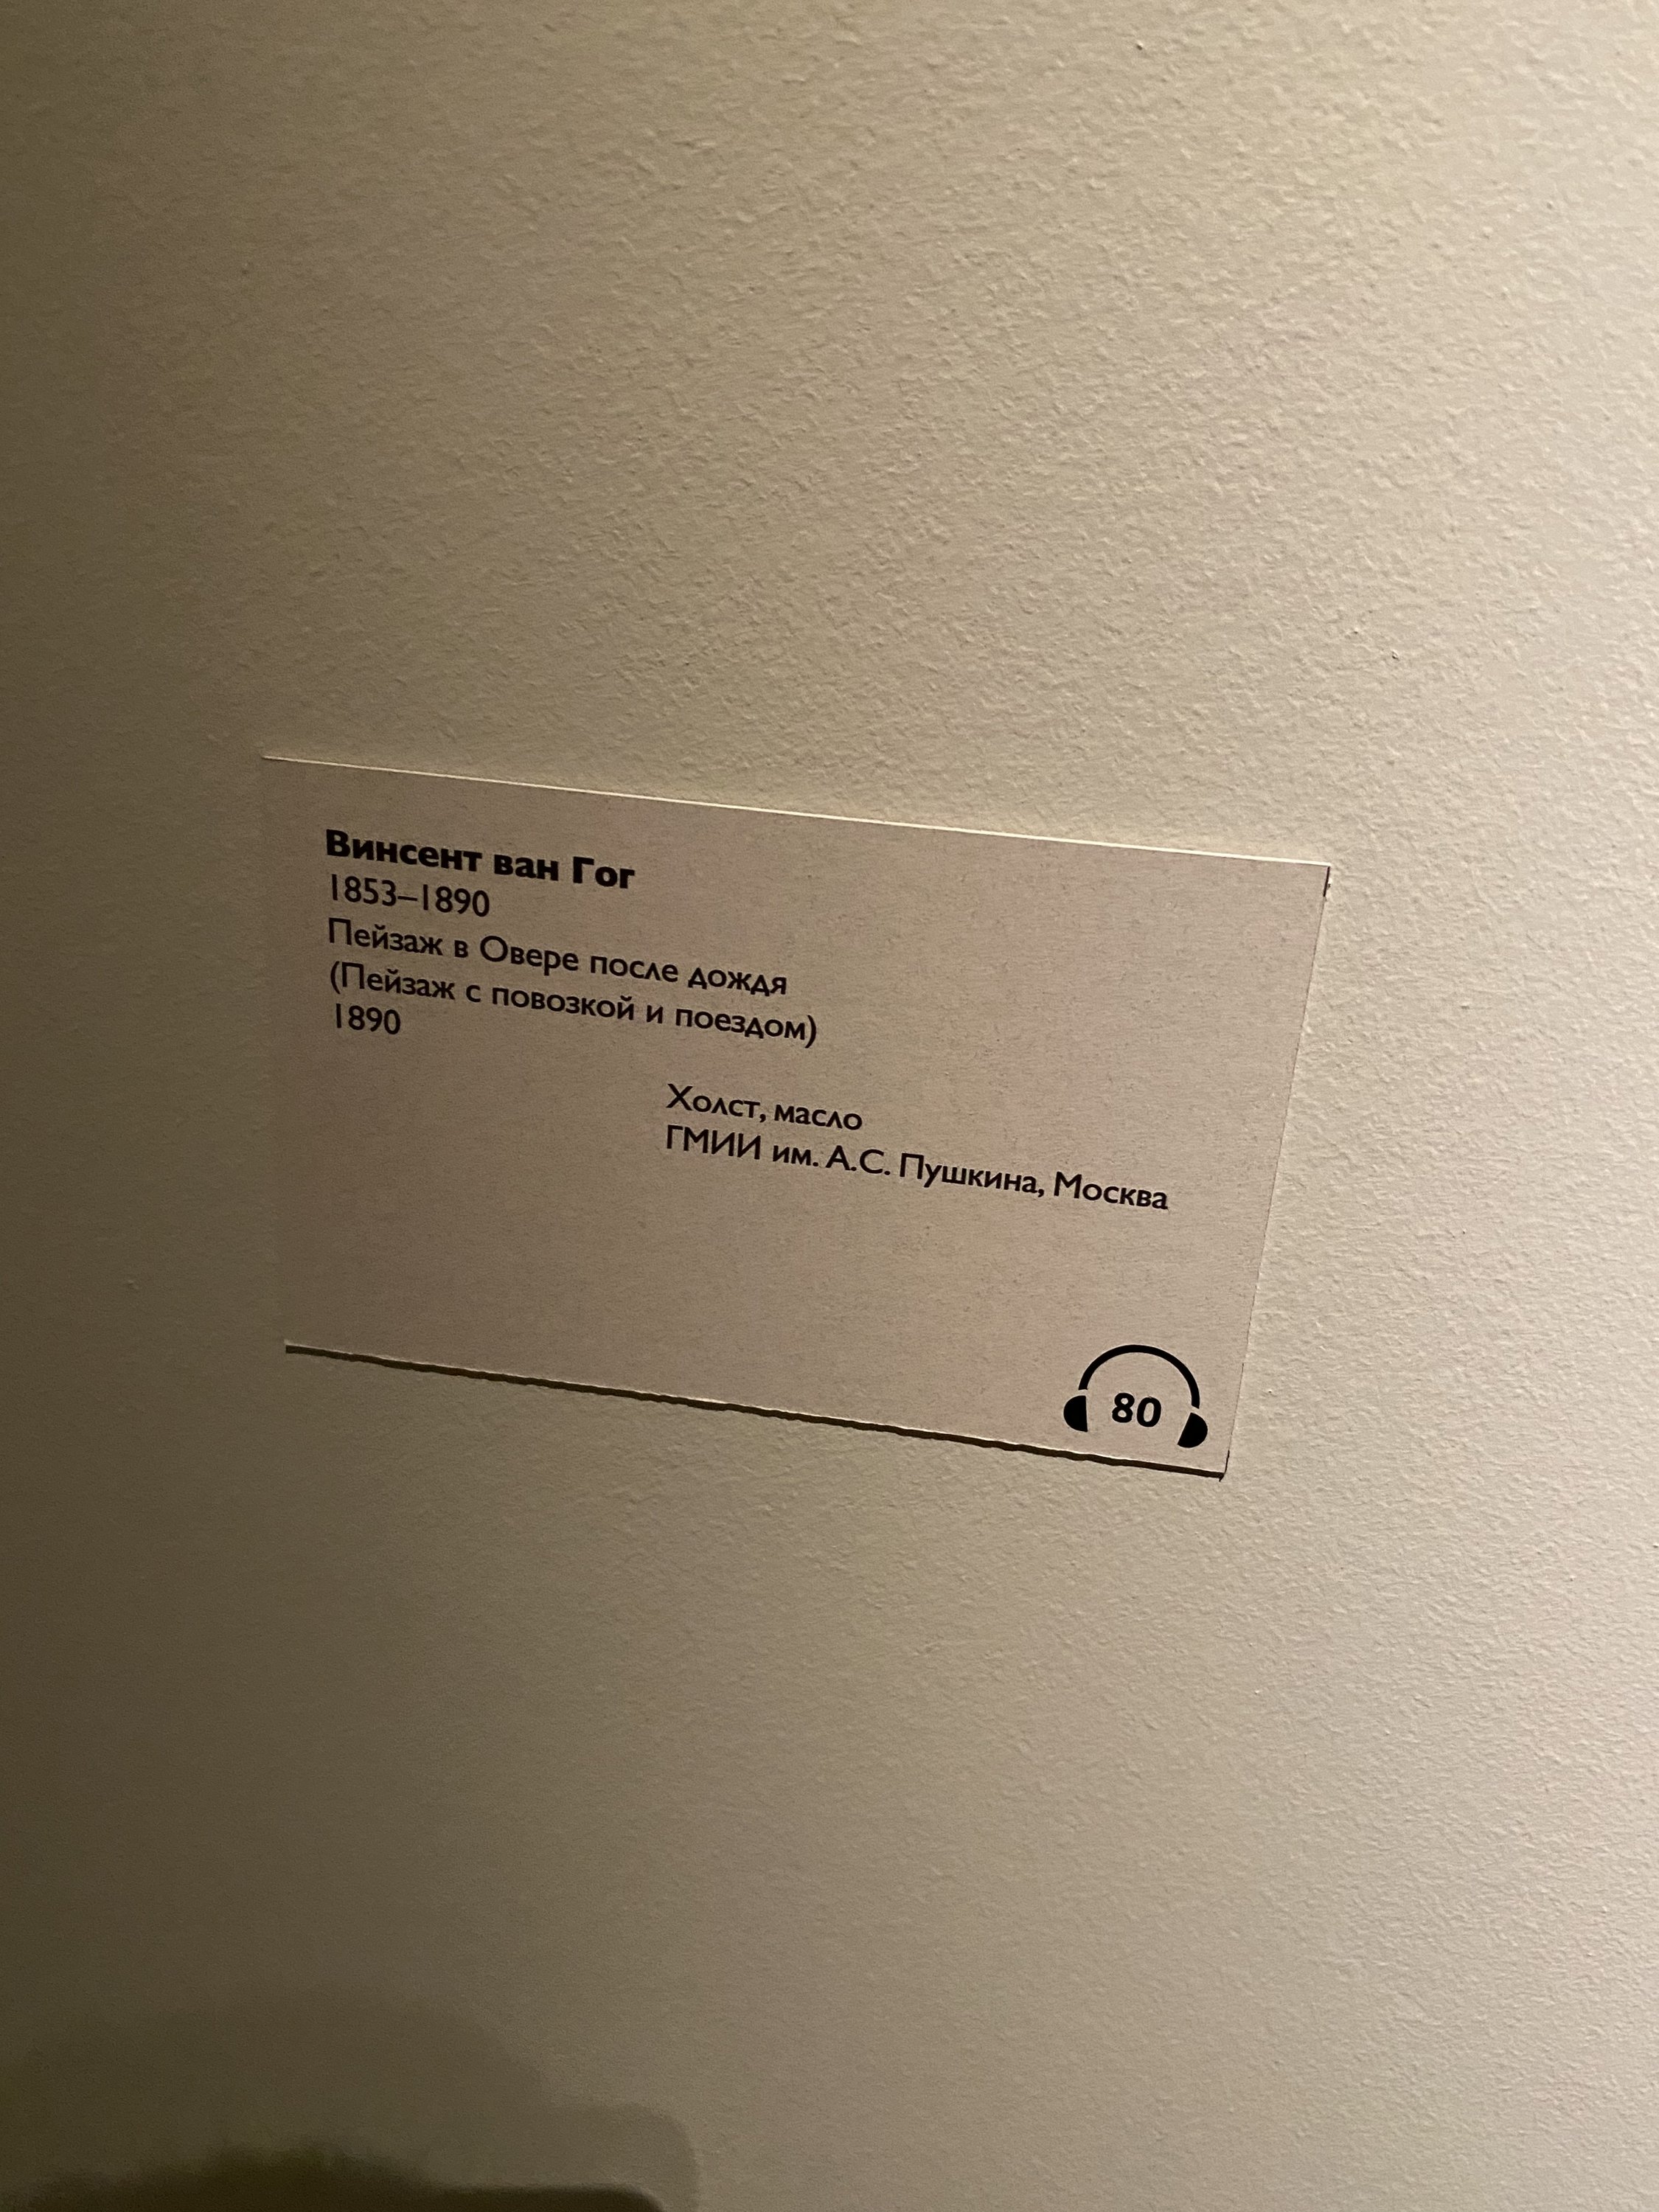 Винсент ван Гог
1853–1890
Пейзаж в Овере после дождя
(Пейзаж с повозкой и поездом)
1890
Холст, масло
ГМИИ им. А.С. Пушкина, Москва
80